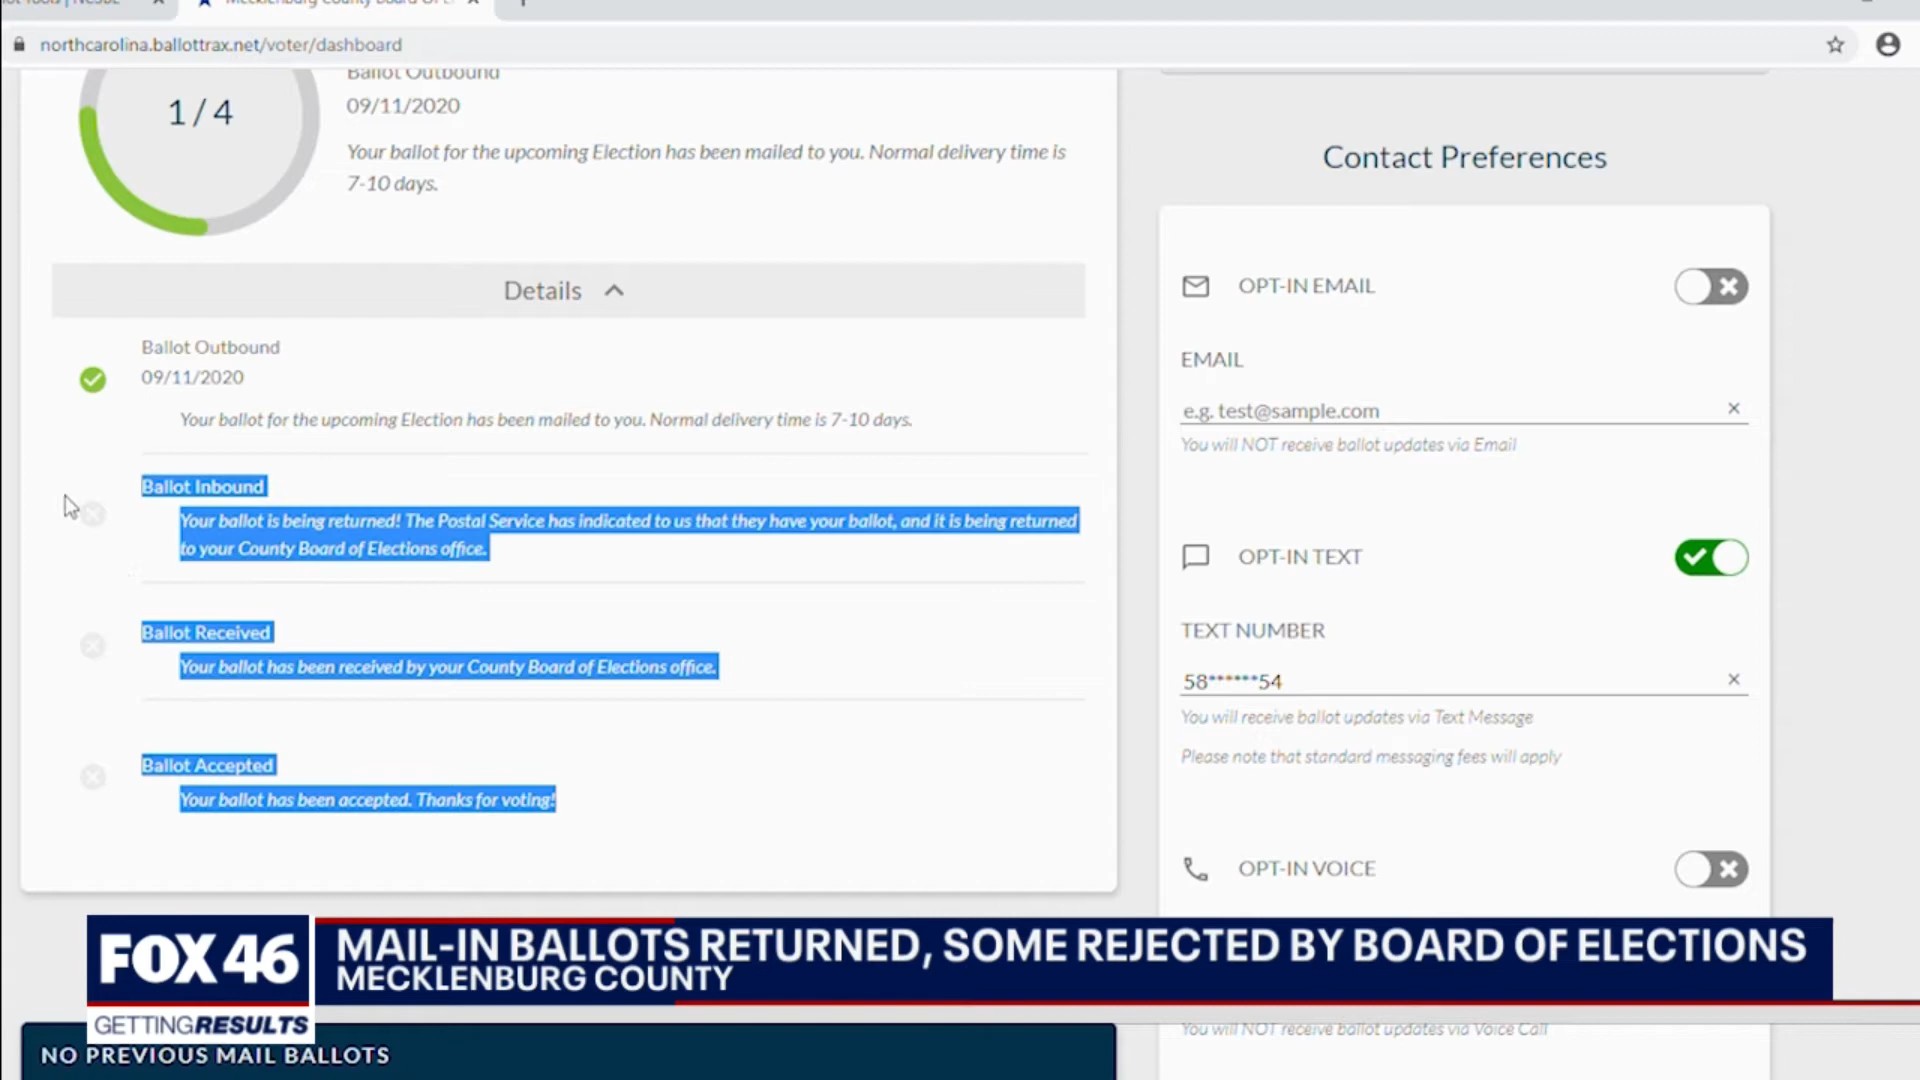 Mecklenburg County Board Of E
northcarolina.ballottrax.net/voter/dashboard
1 / 4
Ballot Outbound
09/11/2020
Your ballot for the upcoming Election has been mailed to you. Normal delivery time is
7-10 days.
Details
Ballot Outbound
09/11/2020
Your ballot for the upcoming Election has been mailed to you. Normal delivery time is 7-10 days.
Ballot Inbound
Your ballot is being returned! The Postal Service has indicated to us that they have your ballot, and it is being returned
to your County Board of Elections office.
Ballot Received
Your ballot has been received by your County Board of Elections office.
Ballot Accepted
Your ballot has been accepted. Thanks for voting!
Contact Preferences
OPT-IN EMAIL
EMAIL
e.g. test@sample.com
You will NOT receive ballot updates via Email
OPT-IN TEXT
TEXT NUMBER
58******54
You will receive ballot updates via Text Message
Please note that standard messaging fees will apply
OPT-IN VOICE
You will NOT receive ballot updates via Voice Call
FOX 46
GETTING RESULTS
MAIL-IN BALLOTS RETURNED, SOME REJECTED BY BOARD OF ELECTIONS
MECKLENBURG COUNTY
NO PREVIOUS MAIL BALLOTS